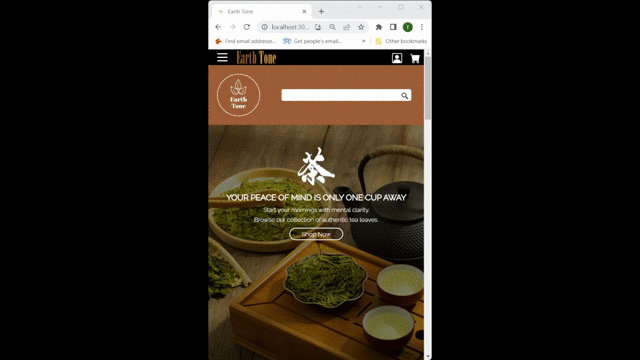 Earth Tone
localhost:30...
Find email addresse...
Get people's email...
»
Other bookmarks
Earth Tone
Earth
Tone
茶
YOUR PEACE OF MIND IS ONLY ONE CUP AWAY
Start your mornings with mental clarity.
Browse our collection of authentic tea leaves.
Shop Now